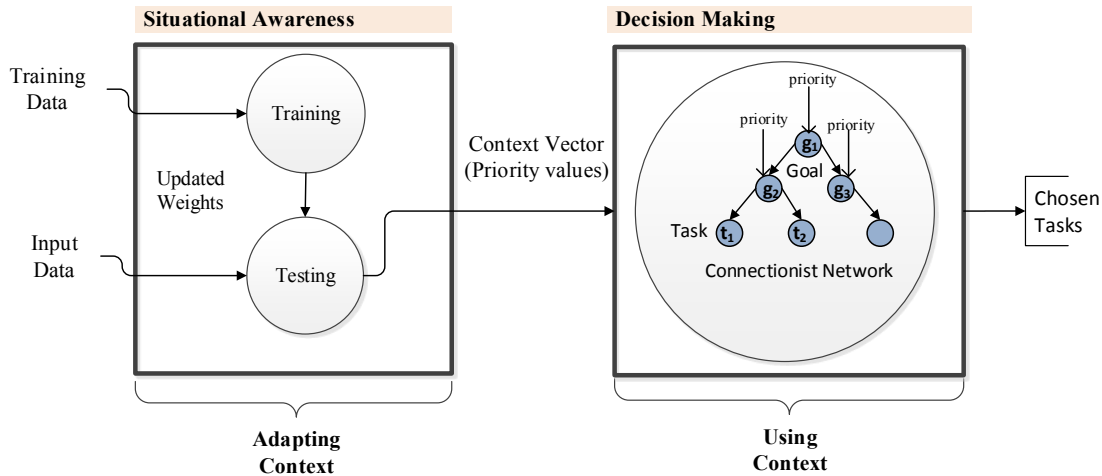 Situational Awareness
Decision Making
Training
Data
Training
Updated
Weights
Input
Data
Testing
Context Vector
(Priority values)
priority
priority
priority
g₁
Goal
g₂
g₃
Task
t₁
t₂
Connectionist Network
Chosen
Tasks
Adapting
Context
Using
Context